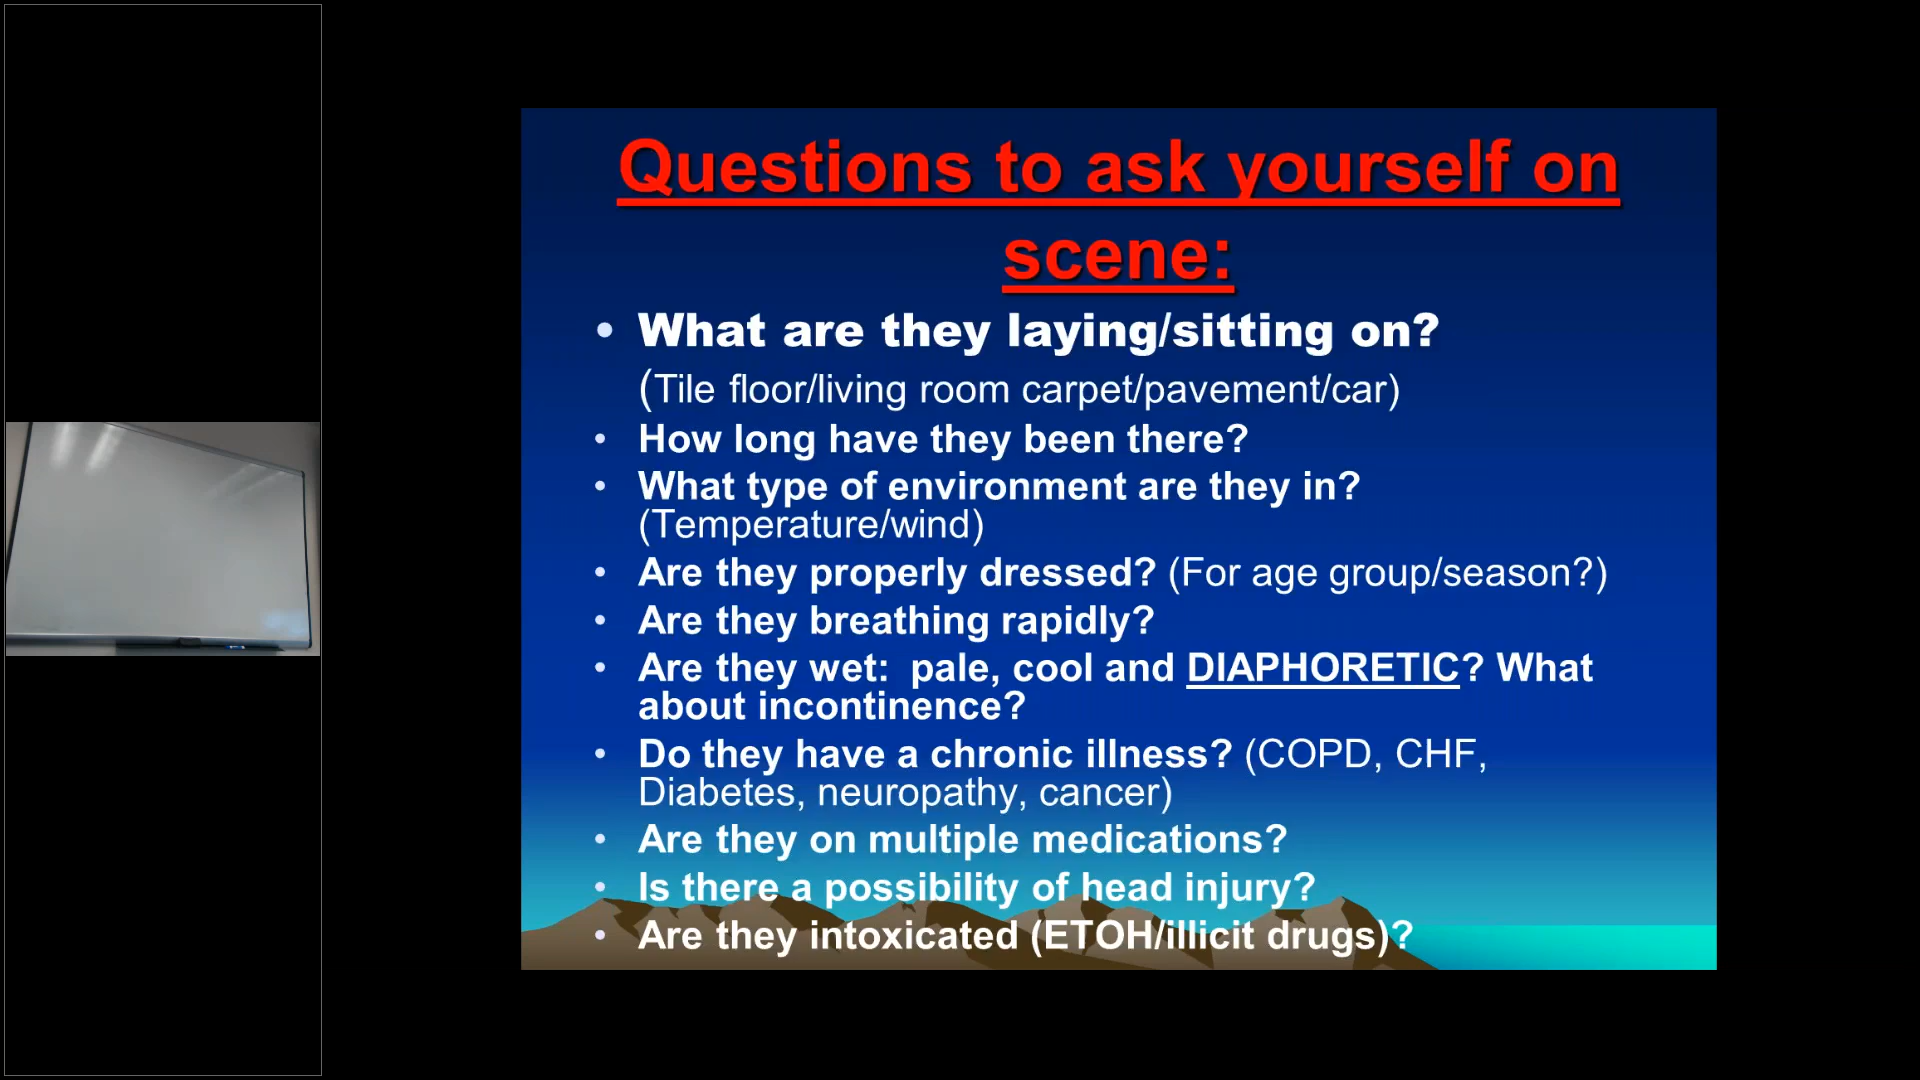 Questions to ask yourself on
scene:
• What are they laying/sitting on?
(Tile floor/living room carpet/pavement/car)
• How long have they been there?
• What type of environment are they in?
(Temperature/wind)
• Are they properly dressed? (For age group/season?)
• Are they breathing rapidly?
• Are they wet:  pale, cool and DIAPHORETIC? What
about incontinence?
• Do they have a chronic illness? (COPD, CHF,
Diabetes, neuropathy, cancer)
• Are they on multiple medications?
• Is there a possibility of head injury?
• Are they intoxicated (ETOH/illicit drugs)?